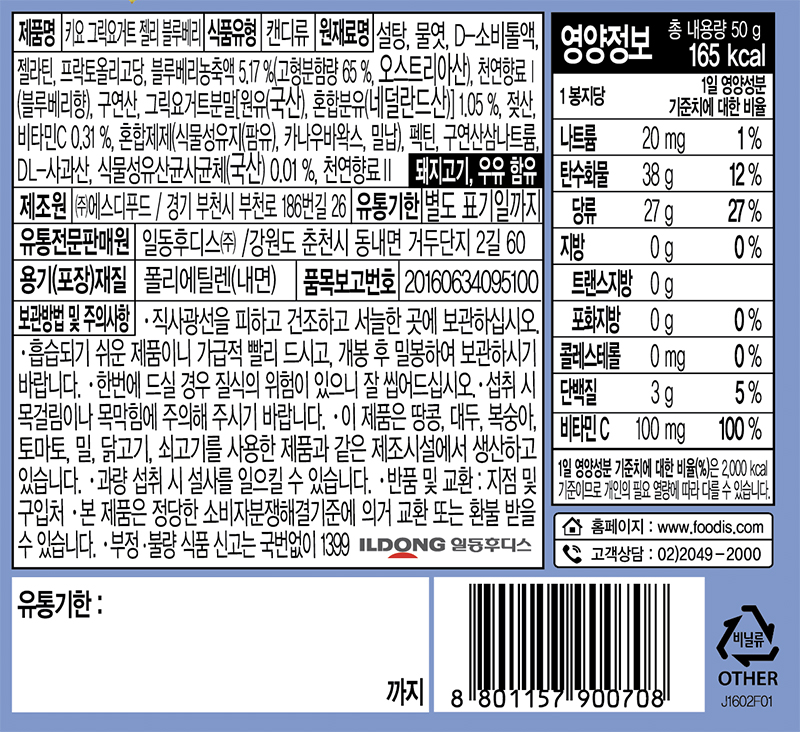 제품명 키요 그릭요거트 젤리 블루베리 식품유형 캔디류 원재료명 설탕, 물엿, D-소비톨액,
젤라틴, 프락토올리고당, 블루베리농축액 5.17 %(고형분함량 65 %, 오스트리아산), 천연향료 I
(블루베리향), 구연산, 그릭요거트분말[원유(국산), 혼합분유(네덜란드산)] 1.05 %, 젖산,
비타민C 0.31 %, 혼합제제(식물성유지(팜유), 카나우바왁스, 밀납), 펙틴, 구연산삼나트륨,
DL-사과산, 식물성유산균사균체(국산) 0.01 %, 천연향료 II 돼지고기, 우유 함유
제조원 ㈜에스디푸드 / 경기 부천시 부천로 186번길 26 유통기한 별도 표기일까지
유통전문판매원 일동후디스㈜ /강원도 춘천시 동내면 거두단지 2길 60
용기(포장)재질 폴리에틸렌(내면) 품목보고번호 20160634095100
보관방법 및 주의사항 ·직사광선을 피하고 건조하고 서늘한 곳에 보관하십시오.
·흡습되기 쉬운 제품이니 가급적 빨리 드시고, 개봉 후 밀봉하여 보관하시기
바랍니다. ·한번에 드실 경우 질식의 위험이 있으니 잘 씹어드십시오.·섭취 시
목걸림이나 목막힘에 주의해 주시기 바랍니다. ·이 제품은 땅콩, 대두, 복숭아,
토마토, 밀, 닭고기, 쇠고기를 사용한 제품과 같은 제조시설에서 생산하고
있습니다. ·과량 섭취 시 설사를 일으킬 수 있습니다. ·반품 및 교환 : 지점 및
구입처 ·본 제품은 정당한 소비자분쟁해결기준에 의거 교환 또는 환불 받을
수 있습니다. ·부정·불량 식품 신고는 국번없이 1399 ILDONG 일동후디스
영양정보 총 내용량 50 g
165 kcal
1 봉지당 1일 영양성분
기준치에 대한 비율
나트륨 20 mg 1 %
탄수화물 38 g 12 %
당류 27 g 27 %
지방 0 g 0 %
트랜스지방 0 g
포화지방 0 g 0 %
콜레스테롤 0 mg 0 %
단백질 3 g 5 %
비타민 C 100 mg 100 %
1일 영양성분 기준치에 대한 비율(%)은 2,000 kcal
기준이므로 개인의 필요 열량에 따라 다를 수 있습니다.
홈페이지 : www.foodis.com
고객상담 : 02)2049-2000
유통기한 :
까지
8 801157 900708
비닐류
OTHER
J1602F01